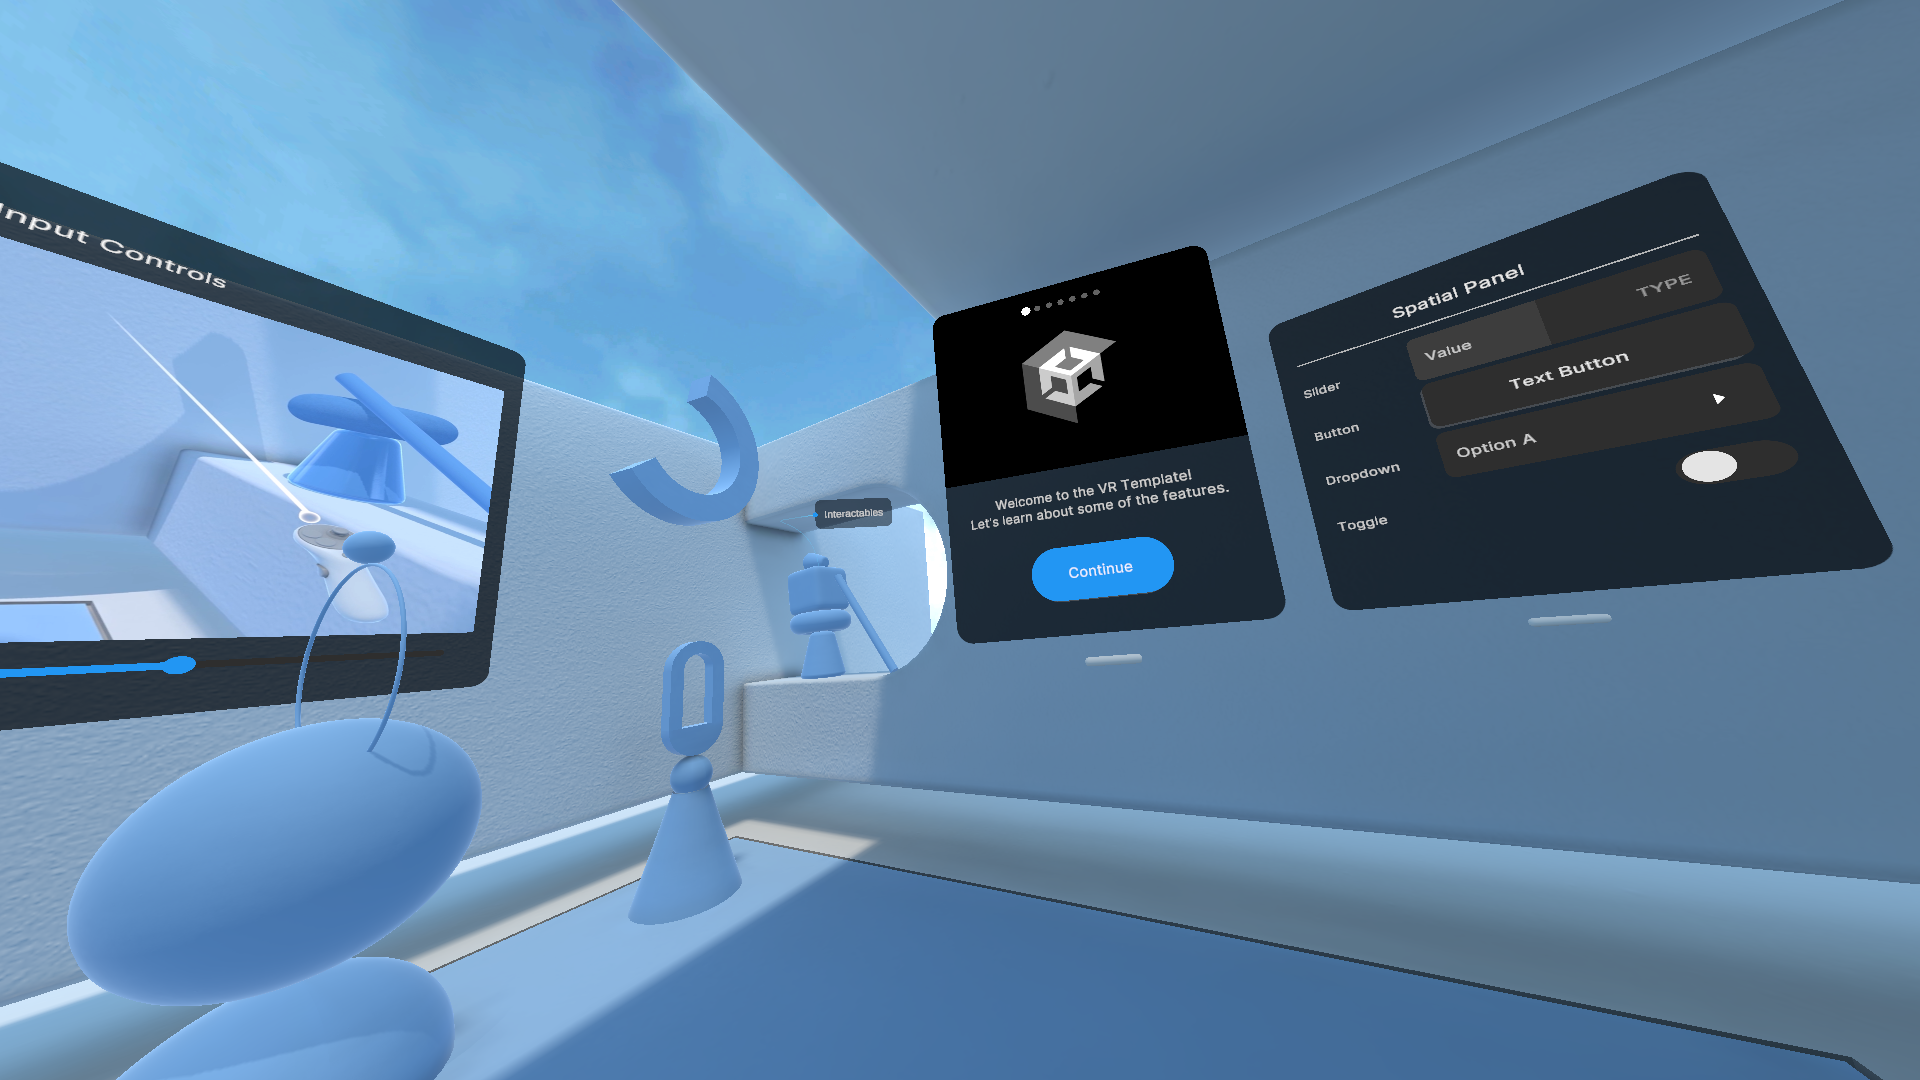 Input Controls
Interactables
Welcome to the VR Template!
Let's learn about some of the features.
Continue
Spatial Panel
Slider
Value
TYPE
Button
Text Button
Dropdown
Option A
Toggle